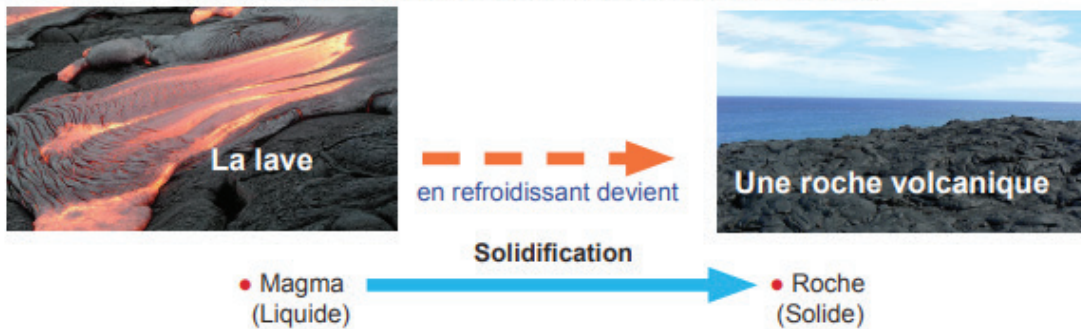 La lave
en refroidissant devient
Une roche volcanique
Solidification
• Magma
(Liquide)
• Roche
(Solide)